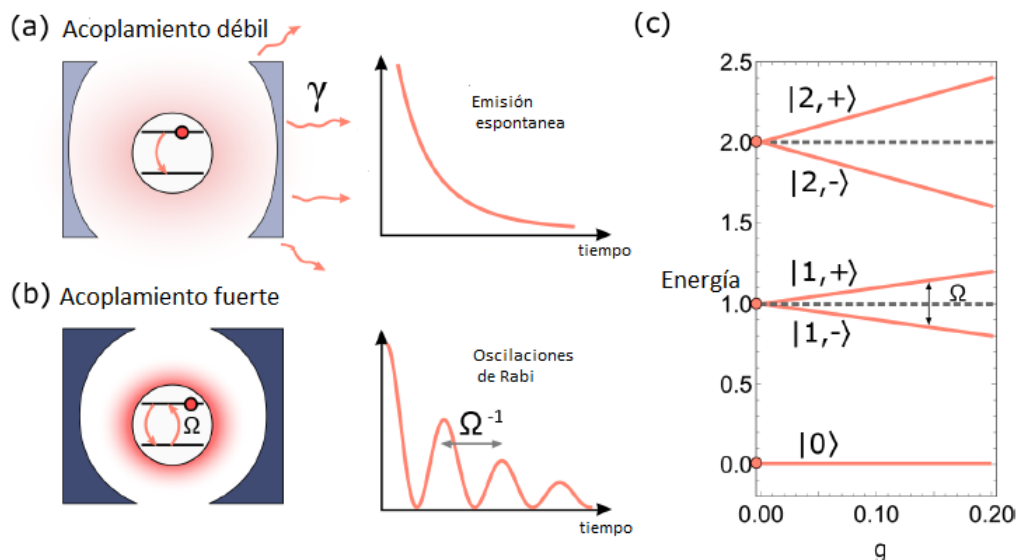 (a) Acoplamiento débil
γ
Emisión
espontanea
tiempo
(b) Acoplamiento fuerte
Ω
Oscilaciones
de Rabi
Ω⁻¹
tiempo
(c)
2.5
|2,+⟩
2.0
|2,-⟩
1.5
Energía
|1,+⟩
1.0
Ω
|1,-⟩
0.5
|0⟩
0.0
0.00 0.10 0.20
g